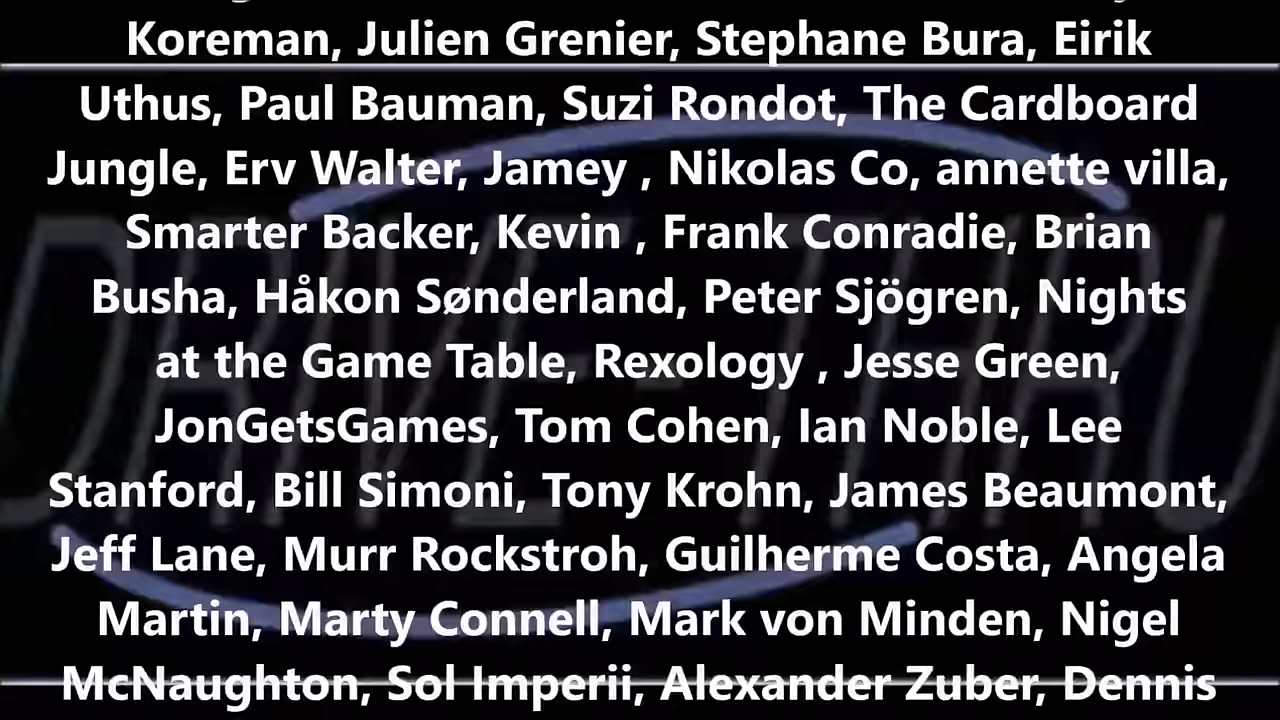 Koreman, Julien Grenier, Stephane Bura, Eirik
Uthus, Paul Bauman, Suzi Rondot, The Cardboard
Jungle, Erv Walter, Jamey , Nikolas Co, annette villa,
Smarter Backer, Kevin , Frank Conradie, Brian
Busha, Håkon Sønderland, Peter Sjögren, Nights
at the Game Table, Rexology , Jesse Green,
JonGetsGames, Tom Cohen, Ian Noble, Lee
Stanford, Bill Simoni, Tony Krohn, James Beaumont,
Jeff Lane, Murr Rockstroh, Guilherme Costa, Angela
Martin, Marty Connell, Mark von Minden, Nigel
McNaughton, Sol Imperii, Alexander Zuber, Dennis
DRIVE THRU